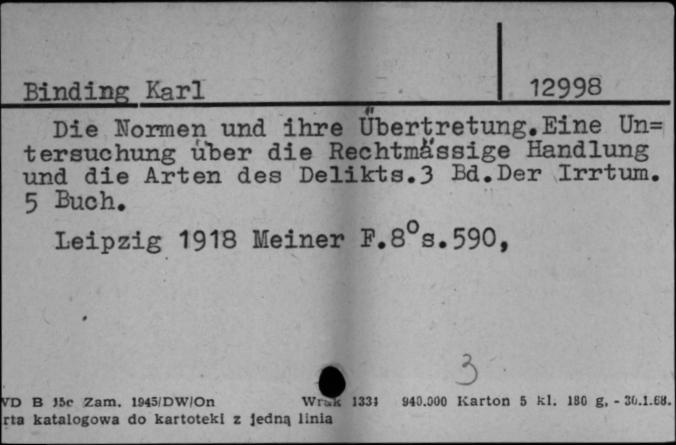 Binding Karl 12998
Die Normen und ihre Übertretung.Eine Un=
tersuchung über die Rechtmässige Handlung
und die Arten des Delikts.3 Bd.Der Irrtum.
5 Buch.
Leipzig 1918 Meiner F.8°s.590,
3
VD B 15c Zam. 1945/DW/On 940.000 Karton 5 kl. 180 g, - 30.1.68.
rta katalogowa do kartoteki z jedną linia